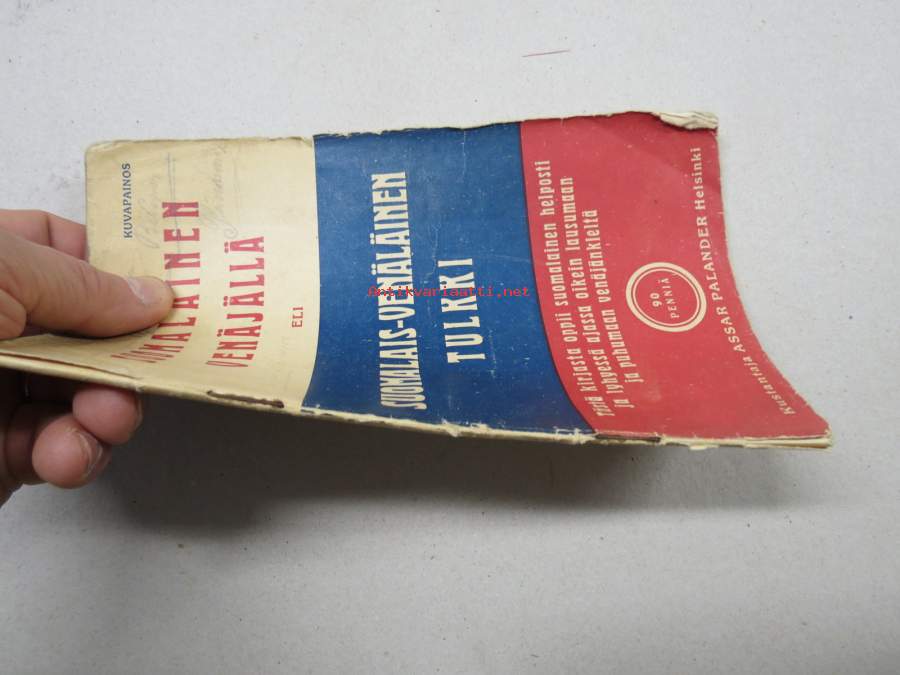 KUVAPAINOS
SUOMALAINEN
VENÄJÄLLÄ
ELI
SUOMALAIS-VENÄLÄINEN
TULKKI
Tästä kirjasta oppii suomalainen helposti
ja lyhyessä ajassa oikein lausumaan
ja puhumaan venäjänkieltä
90
PENNIÄ
Kustantaja ASSAR PALANDER Helsinki
Antikvariaatti.net